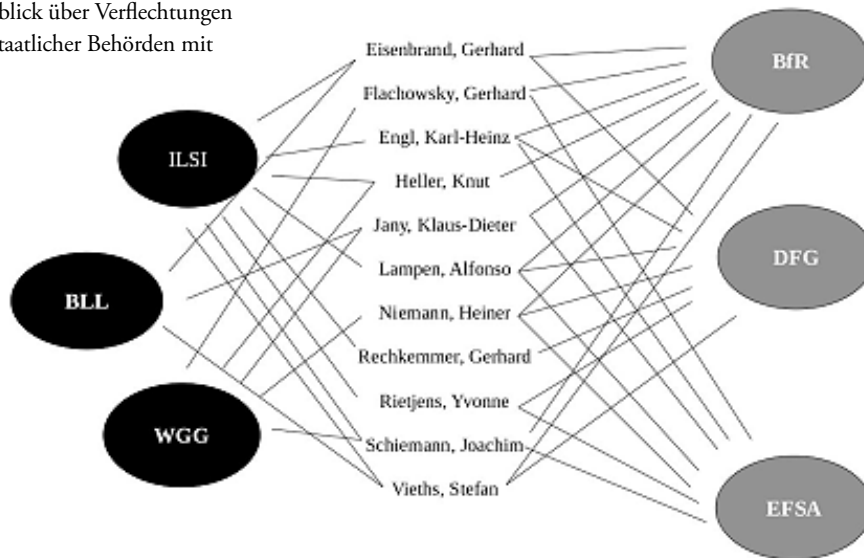 blick über Verflechtungen
taatlicher Behörden mit
Eisenbrand, Gerhard
Flachowsky, Gerhard
Engl, Karl-Heinz
Heller, Knut
Jany, Klaus-Dieter
Lampen, Alfonso
Niemann, Heiner
Rechkemmer, Gerhard
Rietjens, Yvonne
Schiemann, Joachim
Vieths, Stefan
ILSI
BLL
WGG
BfR
DFG
EFSA